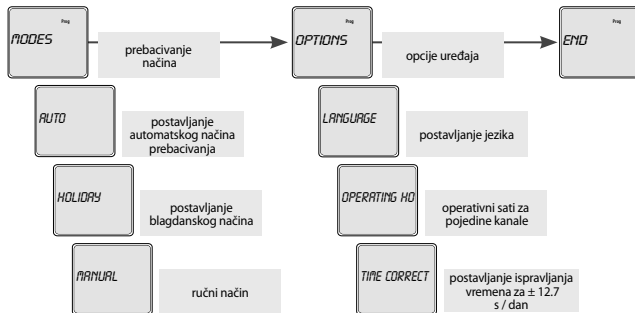 Prog
MODES
prebacivanje
načina
Prog
OPTIONS
opcije uređaja
Prog
END
AUTO
postavljanje
automatskog načina
prebacivanja
LANGUAGE
postavljanje jezika
HOLIDAY
postavljanje
blagdanskog načina
OPERATING HO
operativni sati za
pojedine kanale
MANUAL
ručni način
TIME CORRECT
postavljanje ispravljanja
vremena za ± 12.7
s / dan